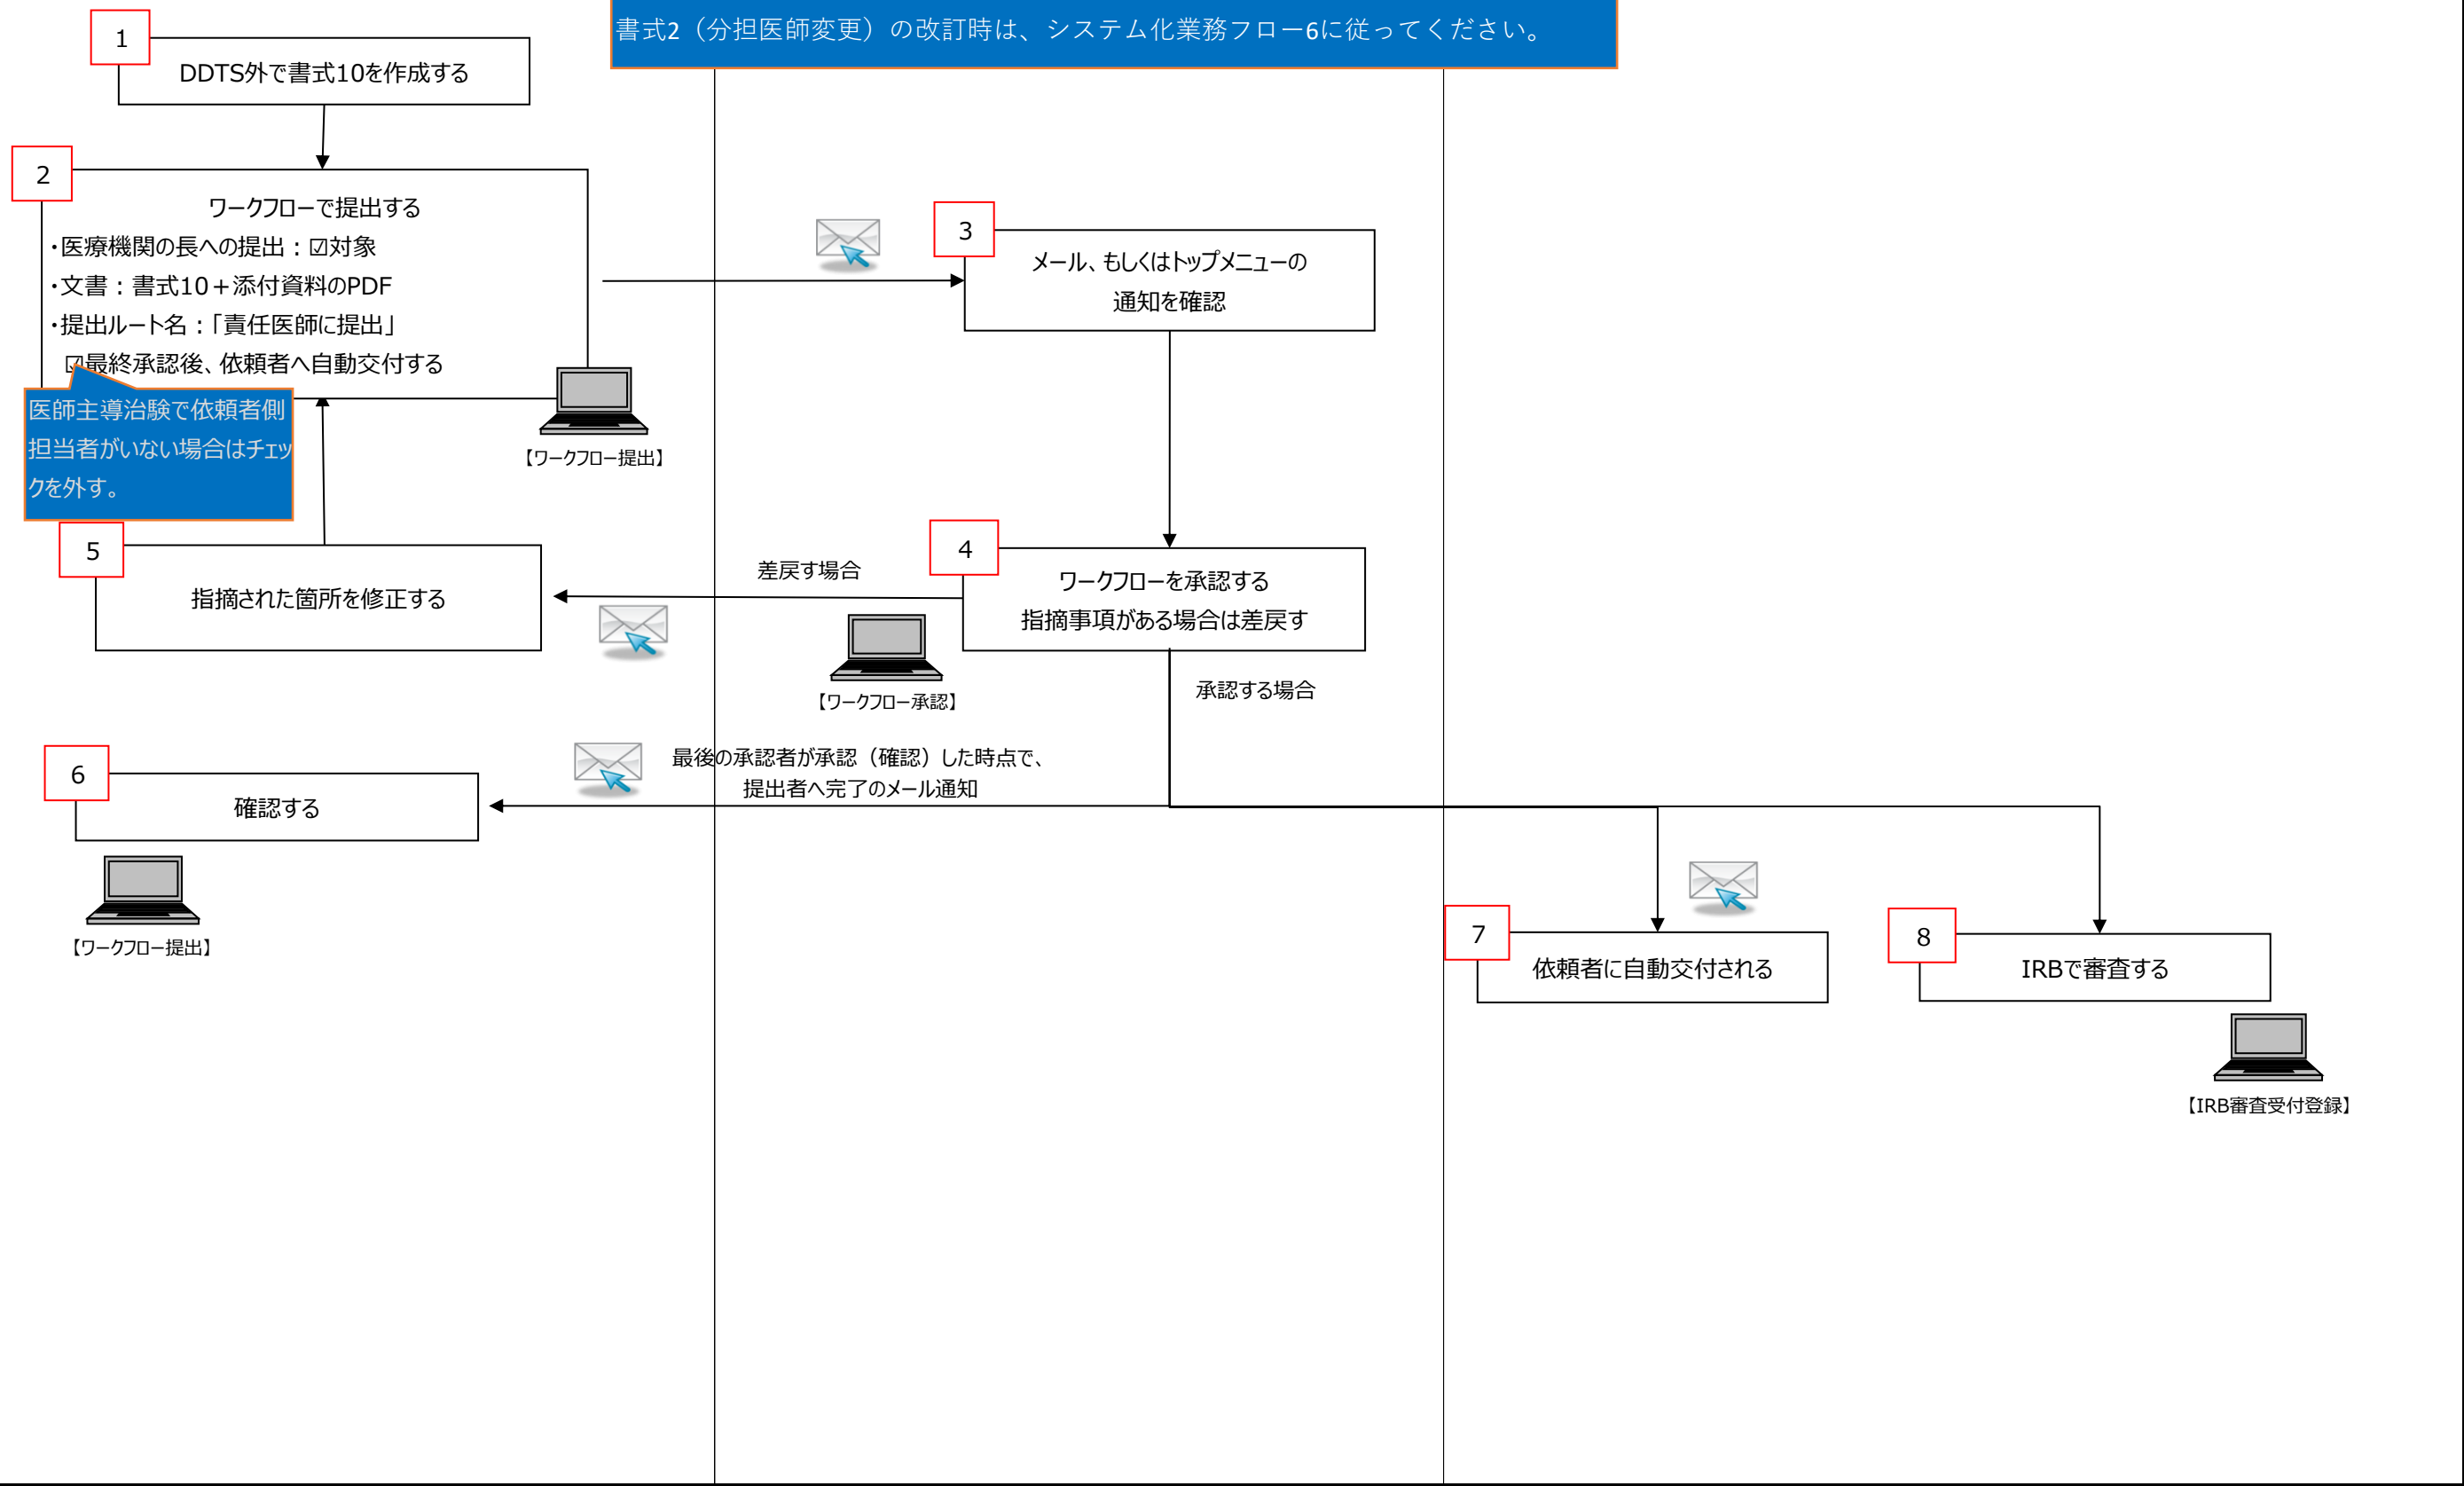 書式2（分担医師変更）の改訂時は、システム化業務フロー6に従ってください。
1
DDTS外で書式10を作成する
2
ワークフローで提出する
・医療機関の長への提出：☑対象
・文書：書式10＋添付資料のPDF
・提出ルート名：「責任医師に提出」
☑最終承認後、依頼者へ自動交付する
医師主導治験で依頼者側
担当者がいない場合はチェッ
クを外す。
【ワークフロー提出】
3
メール、もしくはトップメニューの
通知を確認
4
ワークフローを承認する
指摘事項がある場合は差戻す
差戻す場合
【ワークフロー承認】
承認する場合
5
指摘された箇所を修正する
最後の承認者が承認（確認）した時点で、
提出者へ完了のメール通知
6
確認する
【ワークフロー提出】
7
依頼者に自動交付される
8
IRBで審査する
【IRB審査受付登録】